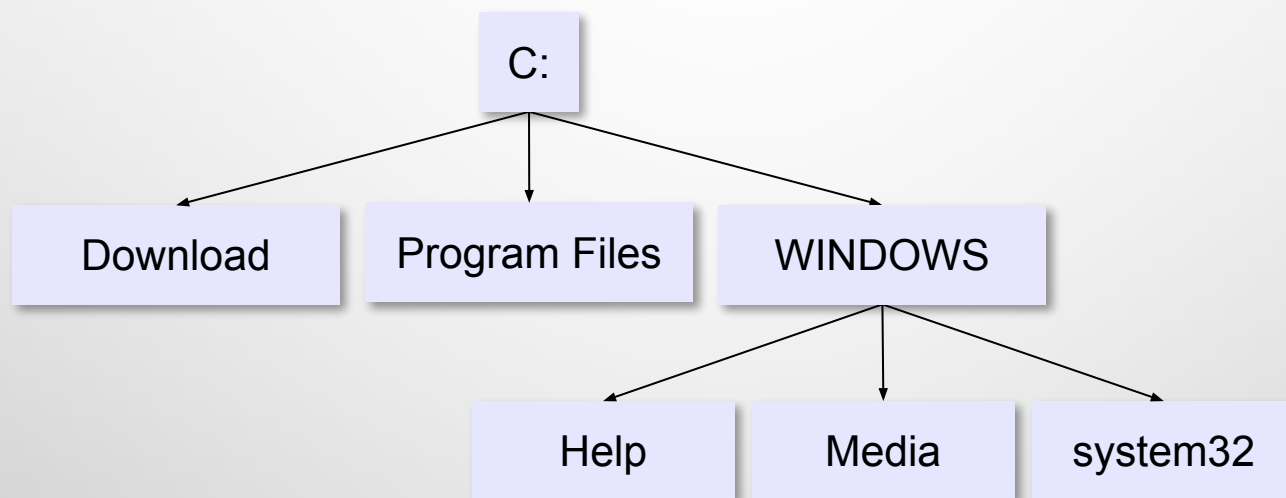 C:
Download
Program Files
WINDOWS
Help
Media
system32